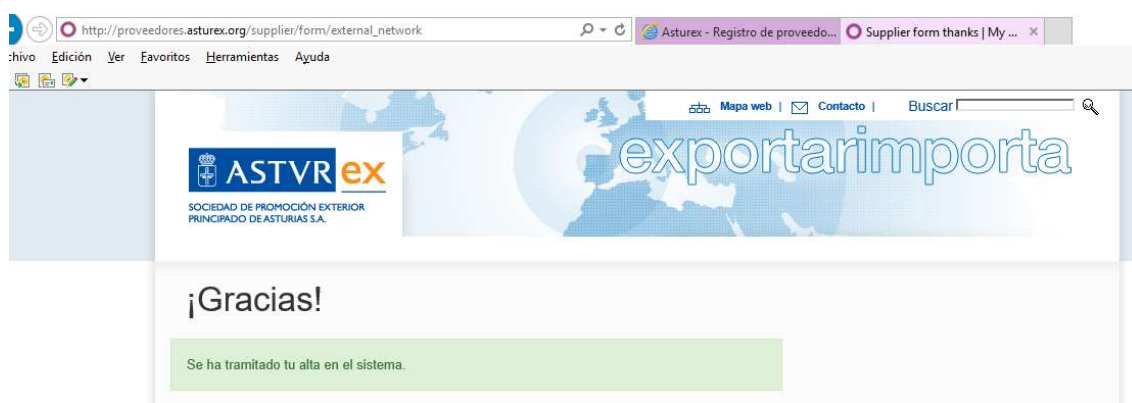 http://proveedores.asturex.org/supplier/form/external_network
Asturex - Registro de proveedo...
Supplier form thanks | My ...
chivo Edición Ver Favoritos Herramientas Ayuda
Mapa web | Contacto | Buscar
exportarimporta
ASTVR ex
SOCIEDAD DE PROMOCIÓN EXTERIOR
PRINCIPADO DE ASTURIAS S.A.
¡Gracias!
Se ha tramitado tu alta en el sistema.